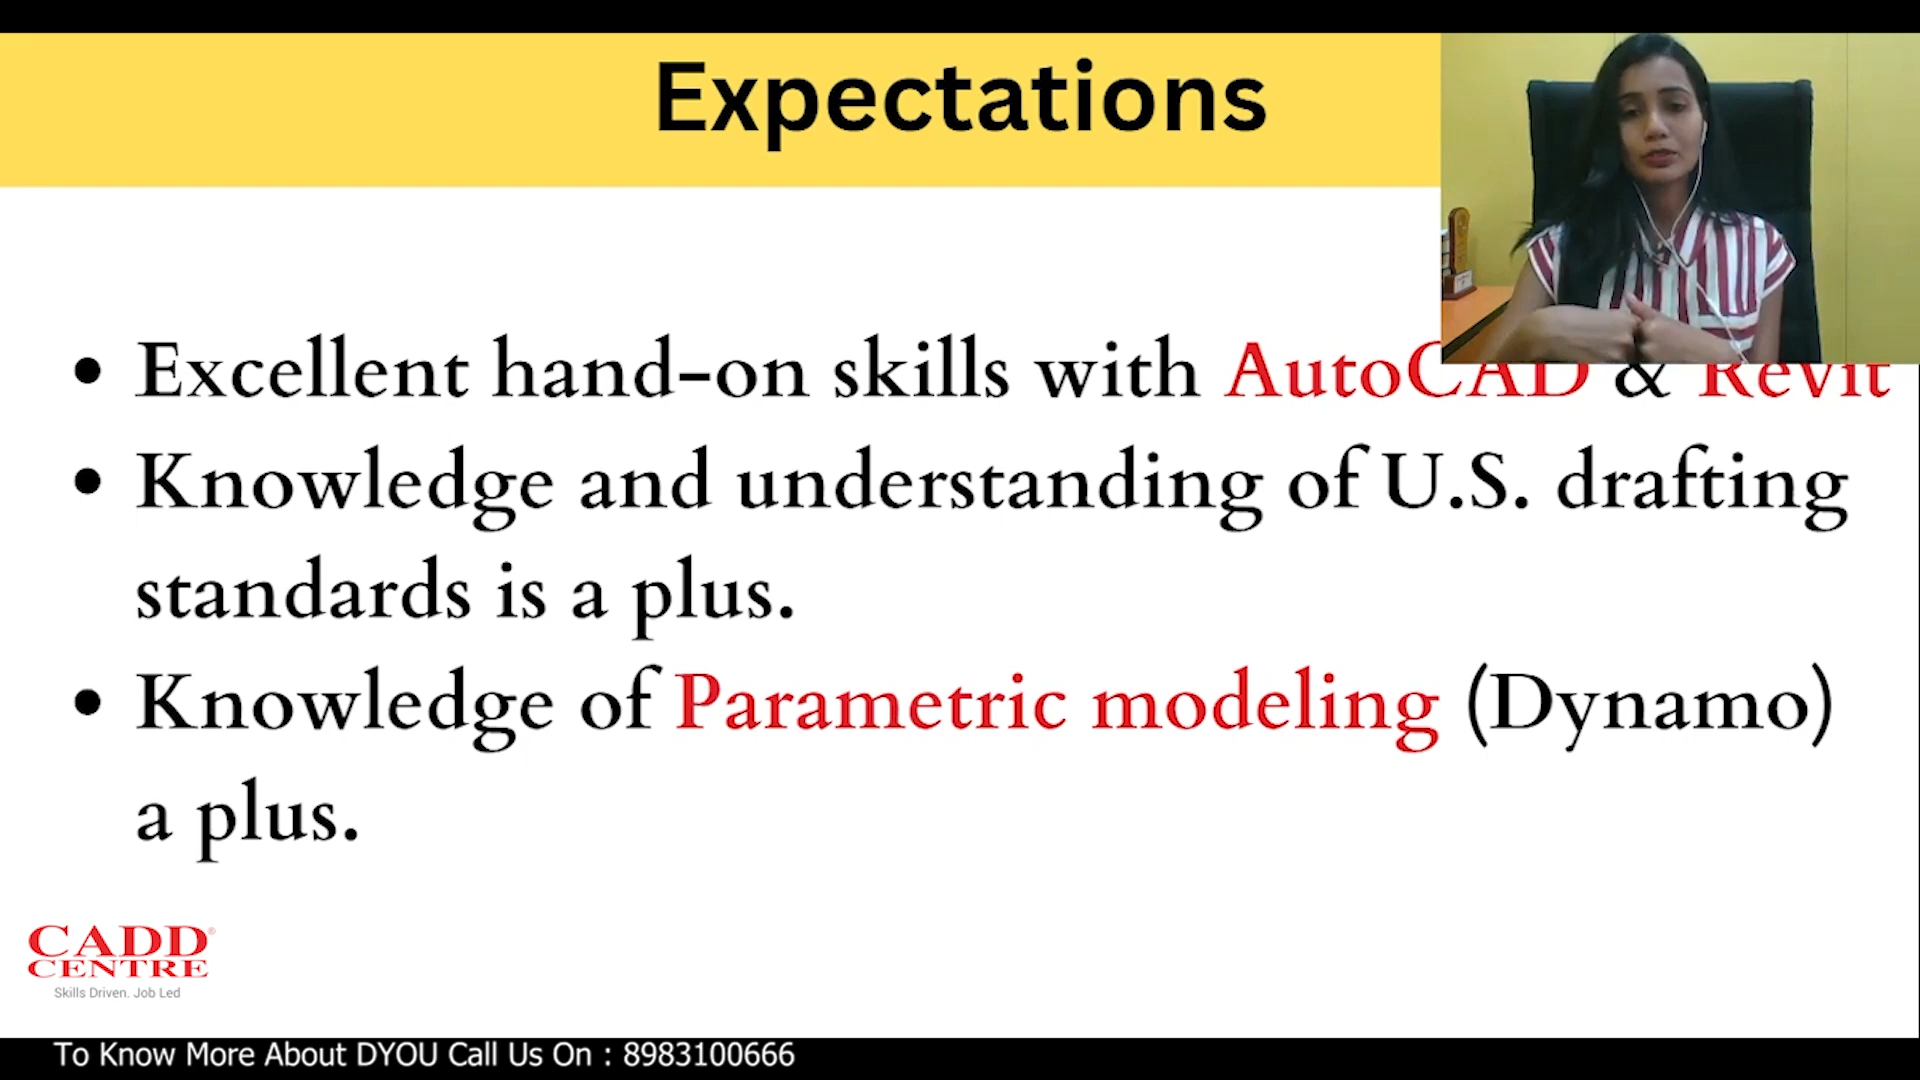 Expectations
• Excellent hand-on skills with AutoCAD & Revit
• Knowledge and understanding of U.S. drafting
standards is a plus.
• Knowledge of Parametric modeling (Dynamo)
a plus.
CADD®
CENTRE
Skills Driven. Job Led
To Know More About DYOU Call Us On : 8983100666